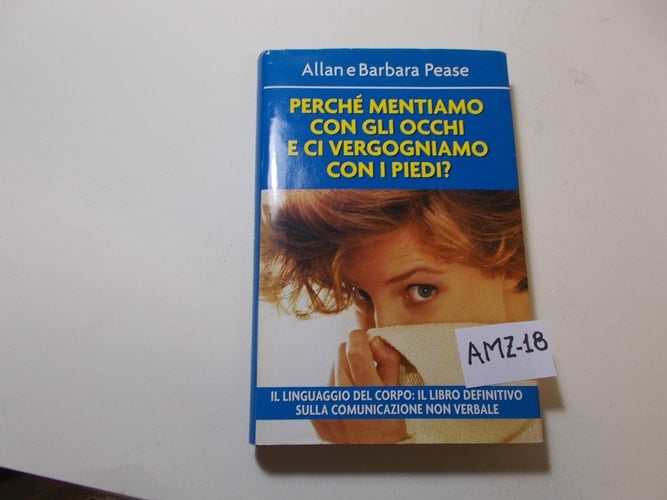 Allan e Barbara Pease
PERCHÉ MENTIAMO
CON GLI OCCHI
E CI VERGOGNIAMO
CON I PIEDI?
AMZ-18
IL LINGUAGGIO DEL CORPO: IL LIBRO DEFINITIVO
SULLA COMUNICAZIONE NON VERBALE